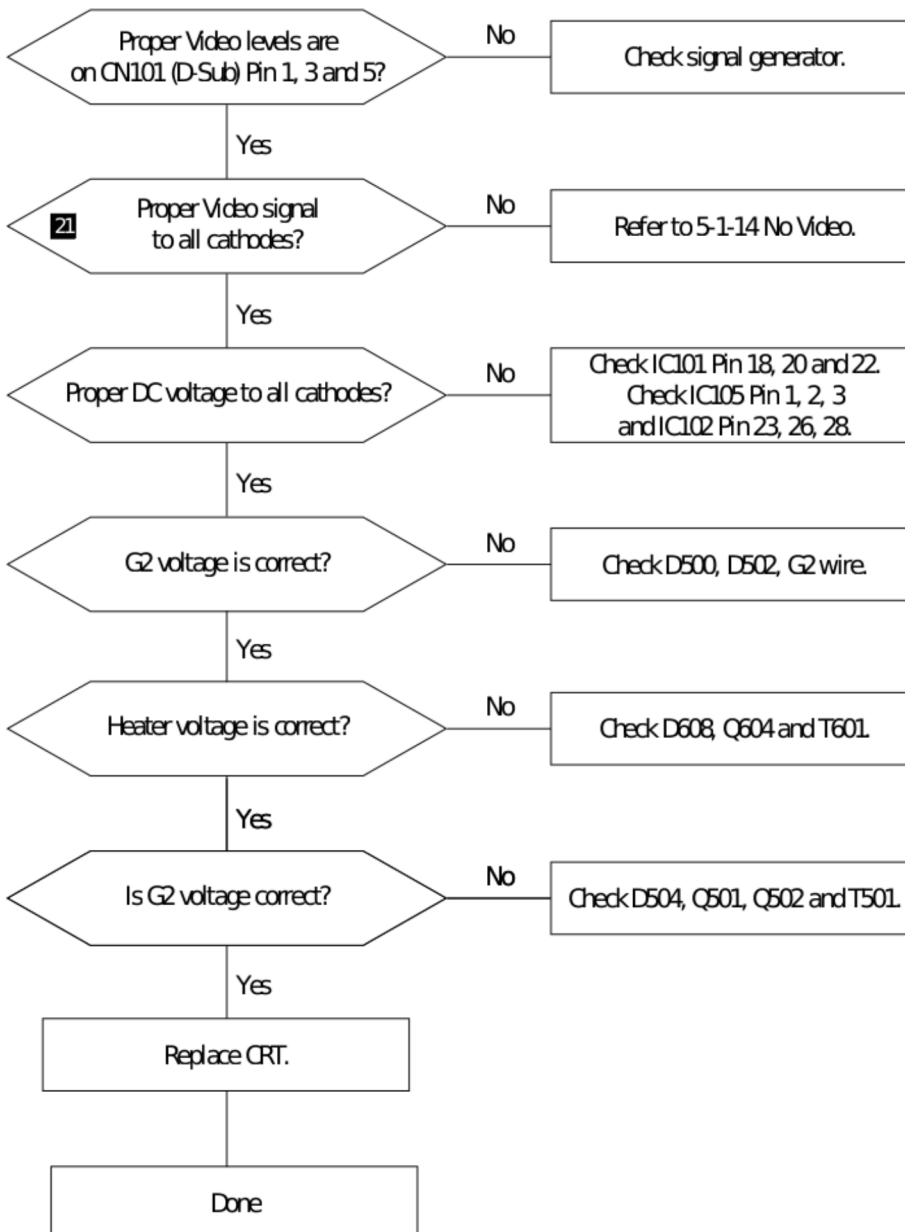 Proper Video levels are
on CN101 (D-Sub) Pin 1, 3 and 5?
No
Check signal generator.
Yes
21
Proper Video signal
to all cathodes?
No
Refer to 5-1-14 No Video.
Yes
Proper DC voltage to all cathodes?
No
Check IC101 Pin 18, 20 and 22.
Check IC105 Pin 1, 2, 3
and IC102 Pin 23, 26, 28.
Yes
G2 voltage is correct?
No
Check D500, D502, G2 wire.
Yes
Heater voltage is correct?
No
Check D608, Q604 and T601.
Yes
Is G2 voltage correct?
No
Check D504, Q501, Q502 and T501.
Yes
Replace CRT.
Done